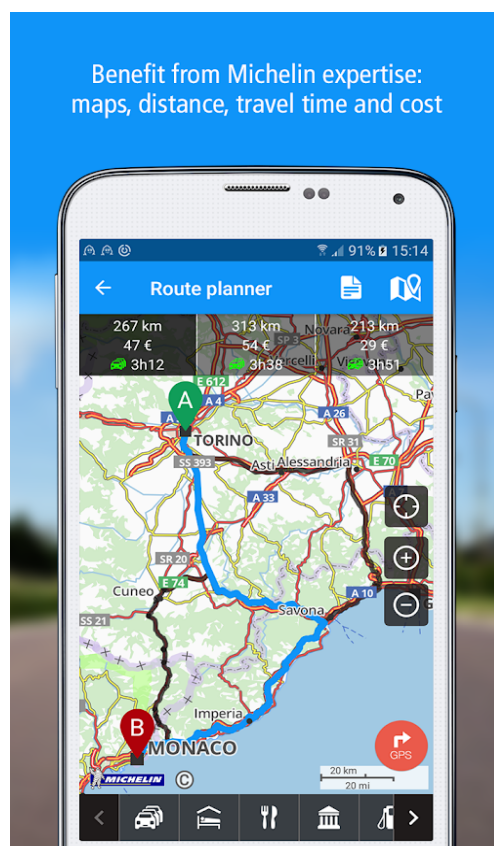 Benefit from Michelin expertise:
maps, distance, travel time and cost
91% 15:14
Route planner
267 km 313 km 213 km
47 € 54 € 29 €
3h12 3h38 3h51
Novara
SP 3
E 612
A 4
A 26
TORINO
SR 31
SS 393
Asti
Alessandria
E 70
A 33
SR 20
E 74
Cuneo
A 10
Savona
SS 21
Imperia
B
MONACO
A
GPS
MICHELIN ©
20 km
20 mi